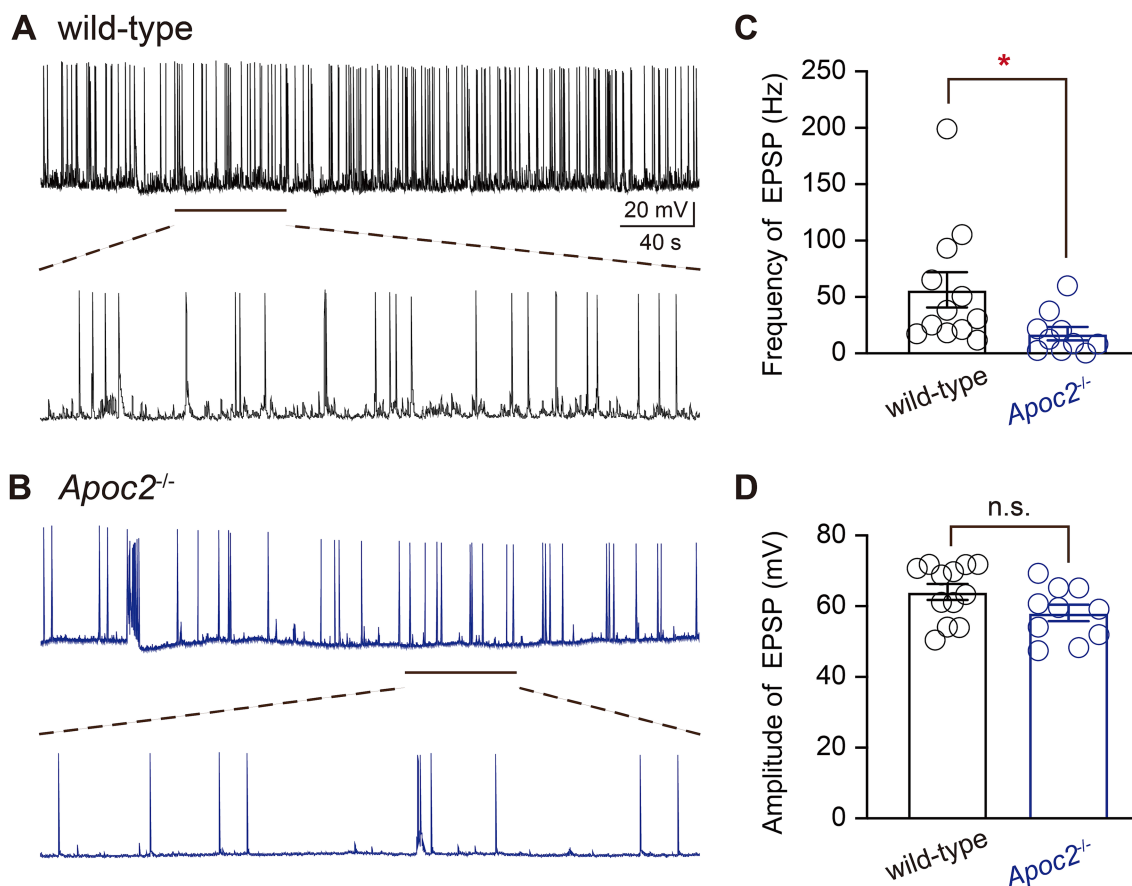 A wild-type
20 mV
40 s
B Apoc2-/-
C
Frequency of EPSP (Hz)
250
200
150
100
50
0
*
wild-type
Apoc2-/-
D
Amplitude of EPSP (mV)
80
60
40
20
0
n.s.
wild-type
Apoc2-/-